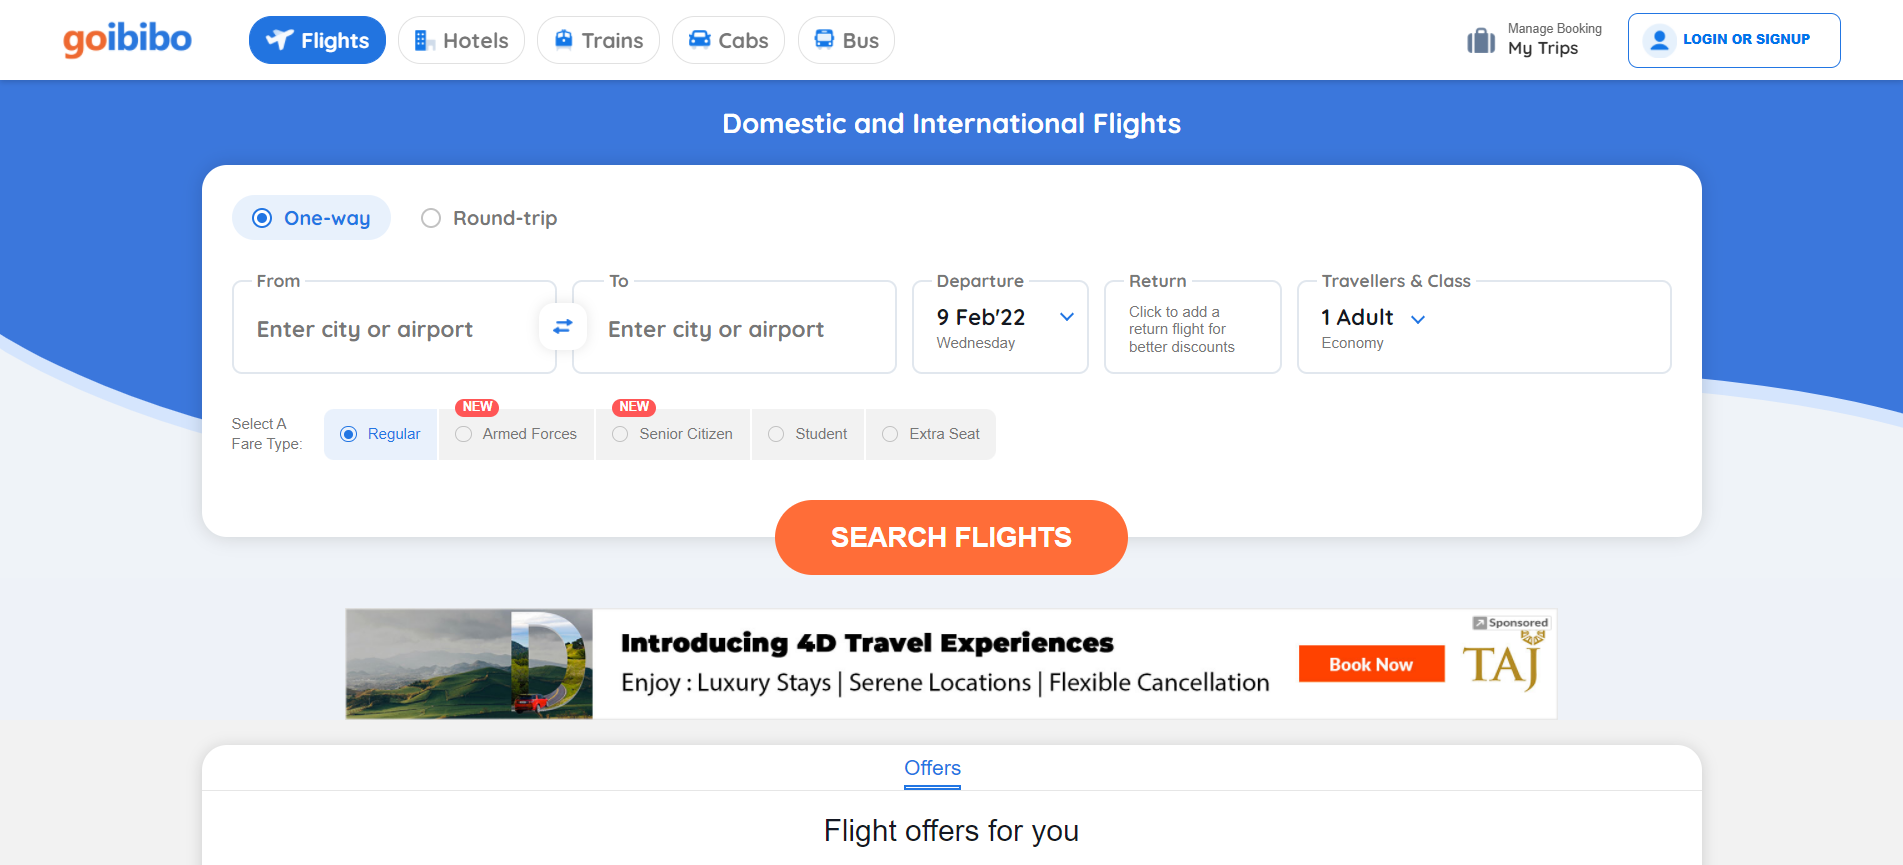 goibibo
Flights
Hotels
Trains
Cabs
Bus
Manage Booking
My Trips
LOGIN OR SIGNUP
Domestic and International Flights
One-way
Round-trip
From
Enter city or airport
To
Enter city or airport
Departure
9 Feb'22
Wednesday
Return
Click to add a
return flight for
better discounts
Travellers & Class
1 Adult
Economy
Select A
Fare Type:
Regular
NEW
Armed Forces
NEW
Senior Citizen
Student
Extra Seat
SEARCH FLIGHTS
D
Introducing 4D Travel Experiences
Enjoy : Luxury Stays | Serene Locations | Flexible Cancellation
Book Now
Sponsored
TAJ
Offers
Flight offers for you